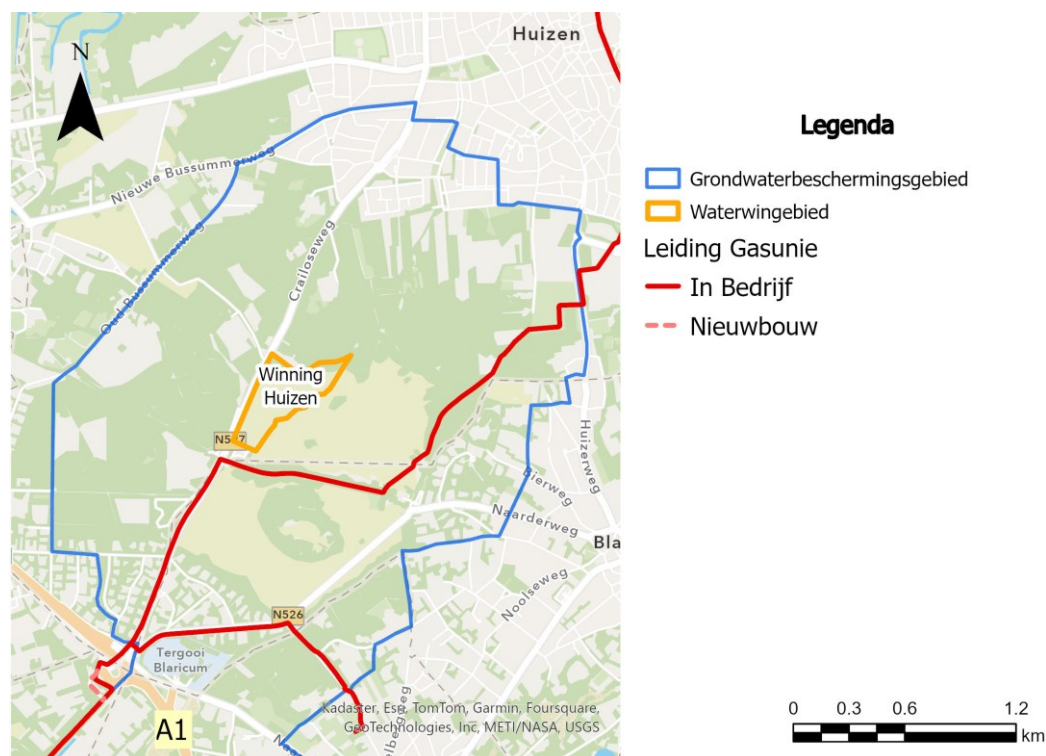 Huizen
N
Nieuwe Bussummerweg
Crailoseweg
Oud Bussummerweg
Winning
Huizen
Huizerweg
Bierweg
Naarderweg
Bla
Noolseweg
N526
Tergooi
Blaricum
Kadaster, Esri, TomTom, Garmin, Foursquare,
GeoTechnologies, Inc, METI/NASA, USGS
A1
Legenda
Grondwaterbeschermingsgebied
Waterwingebied
Leiding Gasunie
In Bedrijf
Nieuwbouw
0 0.3 0.6 1.2
km